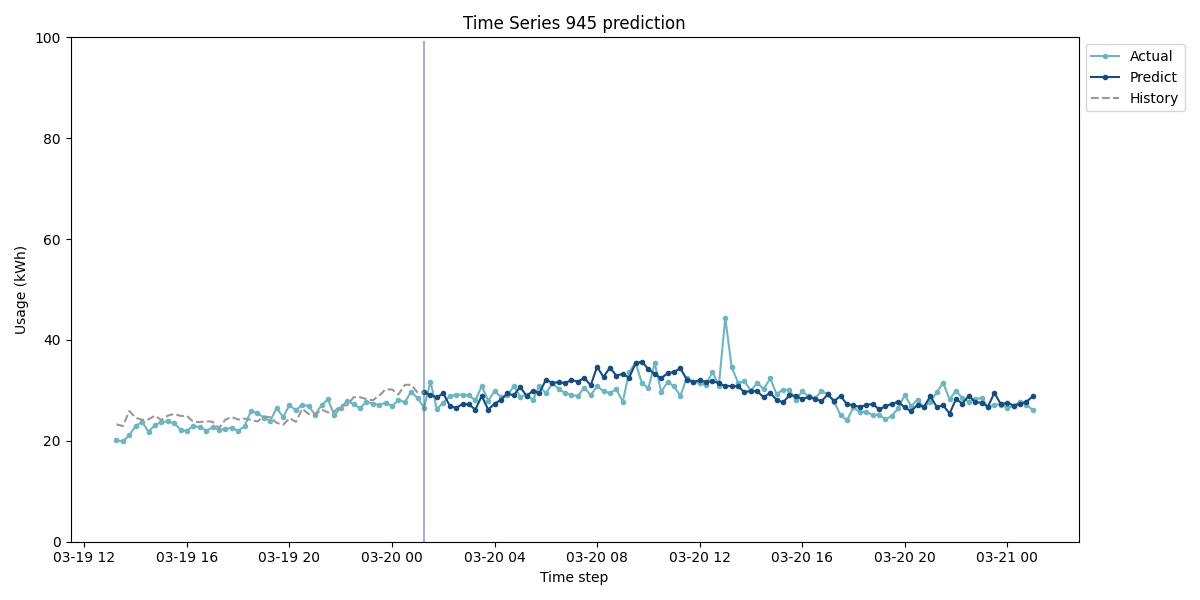 Time Series 945 prediction
100
80
60
40
20
0
Usage (kWh)
03-19 12 03-19 16 03-19 20 03-20 00 03-20 04 03-20 08 03-20 12 03-20 16 03-20 20 03-21 00
Time step
Actual
Predict
History